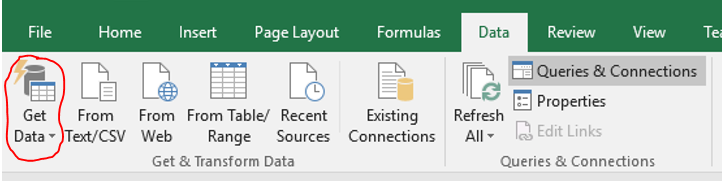 File Home Insert Page Layout Formulas Data Review View Te
Get
Data
From
Text/CSV
From
Web
From Table/
Range
Recent
Sources
Existing
Connections
Refresh
All
Queries & Connections
Properties
Edit Links
Get & Transform Data
Queries & Connections